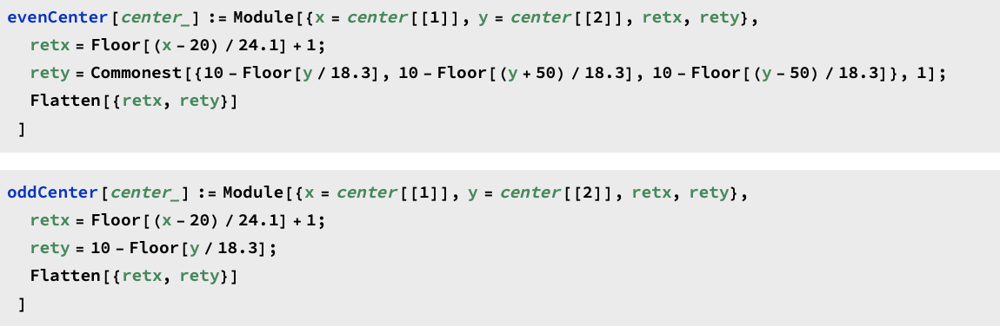 evenCenter[center_] := Module[{x = center[[1]], y = center[[2]], retx, rety},
retx = Floor[(x - 20) / 24.1] + 1;
rety = Commonest[{10 - Floor[y / 18.3], 10 - Floor[(y + 50) / 18.3], 10 - Floor[(y - 50) / 18.3]}, 1];
Flatten[{retx, rety}]
]
oddCenter[center_] := Module[{x = center[[1]], y = center[[2]], retx, rety},
retx = Floor[(x - 20) / 24.1] + 1;
rety = 10 - Floor[y / 18.3];
Flatten[{retx, rety}]
]